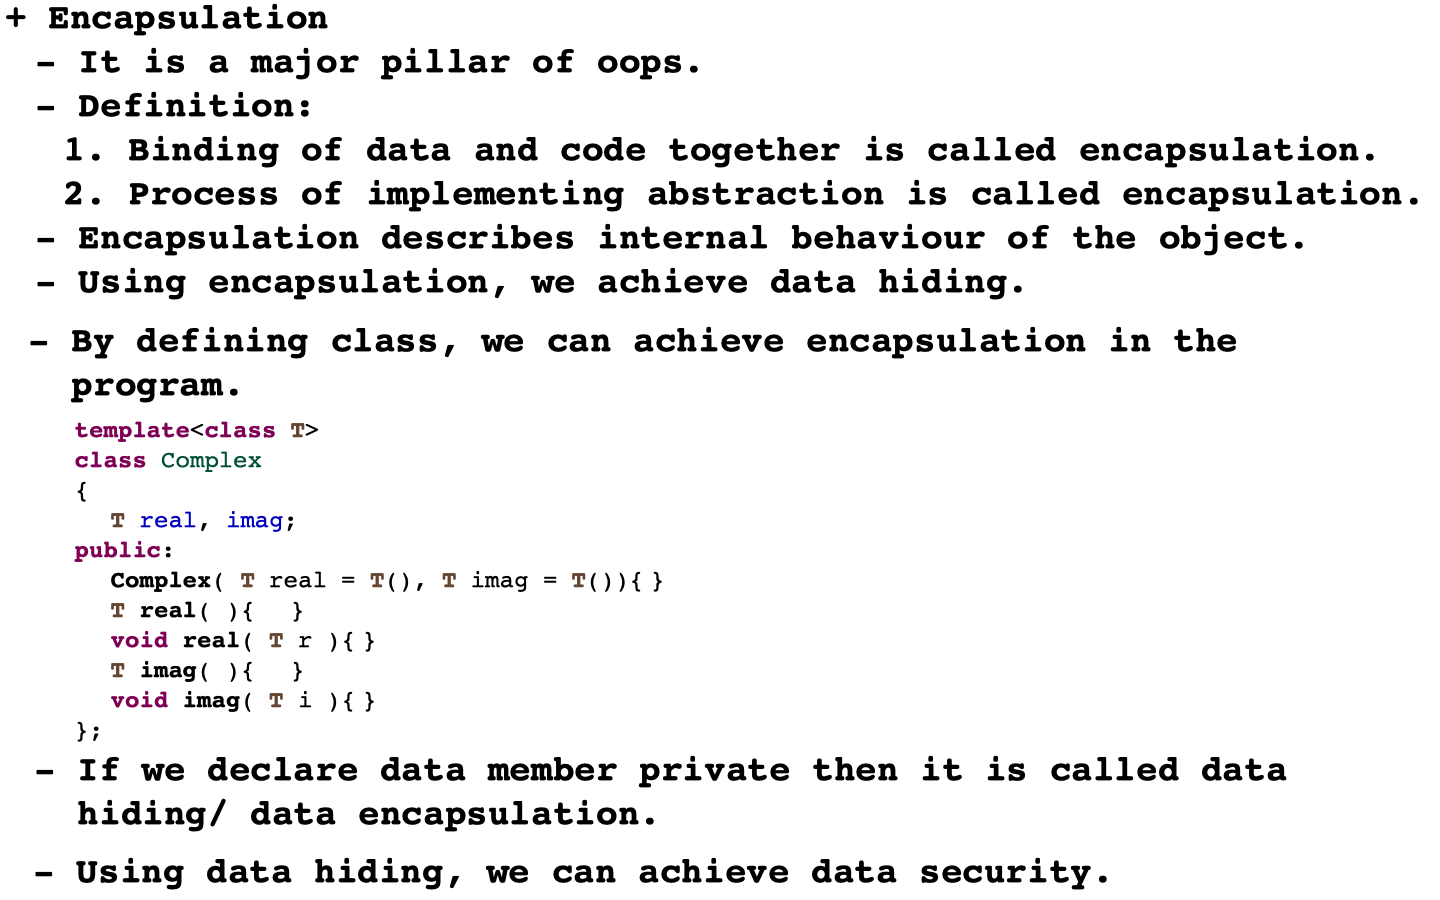 + Encapsulation
- It is a major pillar of oops.
- Definition:
1. Binding of data and code together is called encapsulation.
2. Process of implementing abstraction is called encapsulation.
- Encapsulation describes internal behaviour of the object.
- Using encapsulation, we achieve data hiding.
- By defining class, we can achieve encapsulation in the
program.
template<class T>
class Complex
{
T real, imag;
public:
Complex( T real = T(), T imag = T()){ }
T real( ){ }
void real( T r ){ }
T imag( ){ }
void imag( T i ){ }
};
- If we declare data member private then it is called data
hiding/ data encapsulation.
- Using data hiding, we can achieve data security.